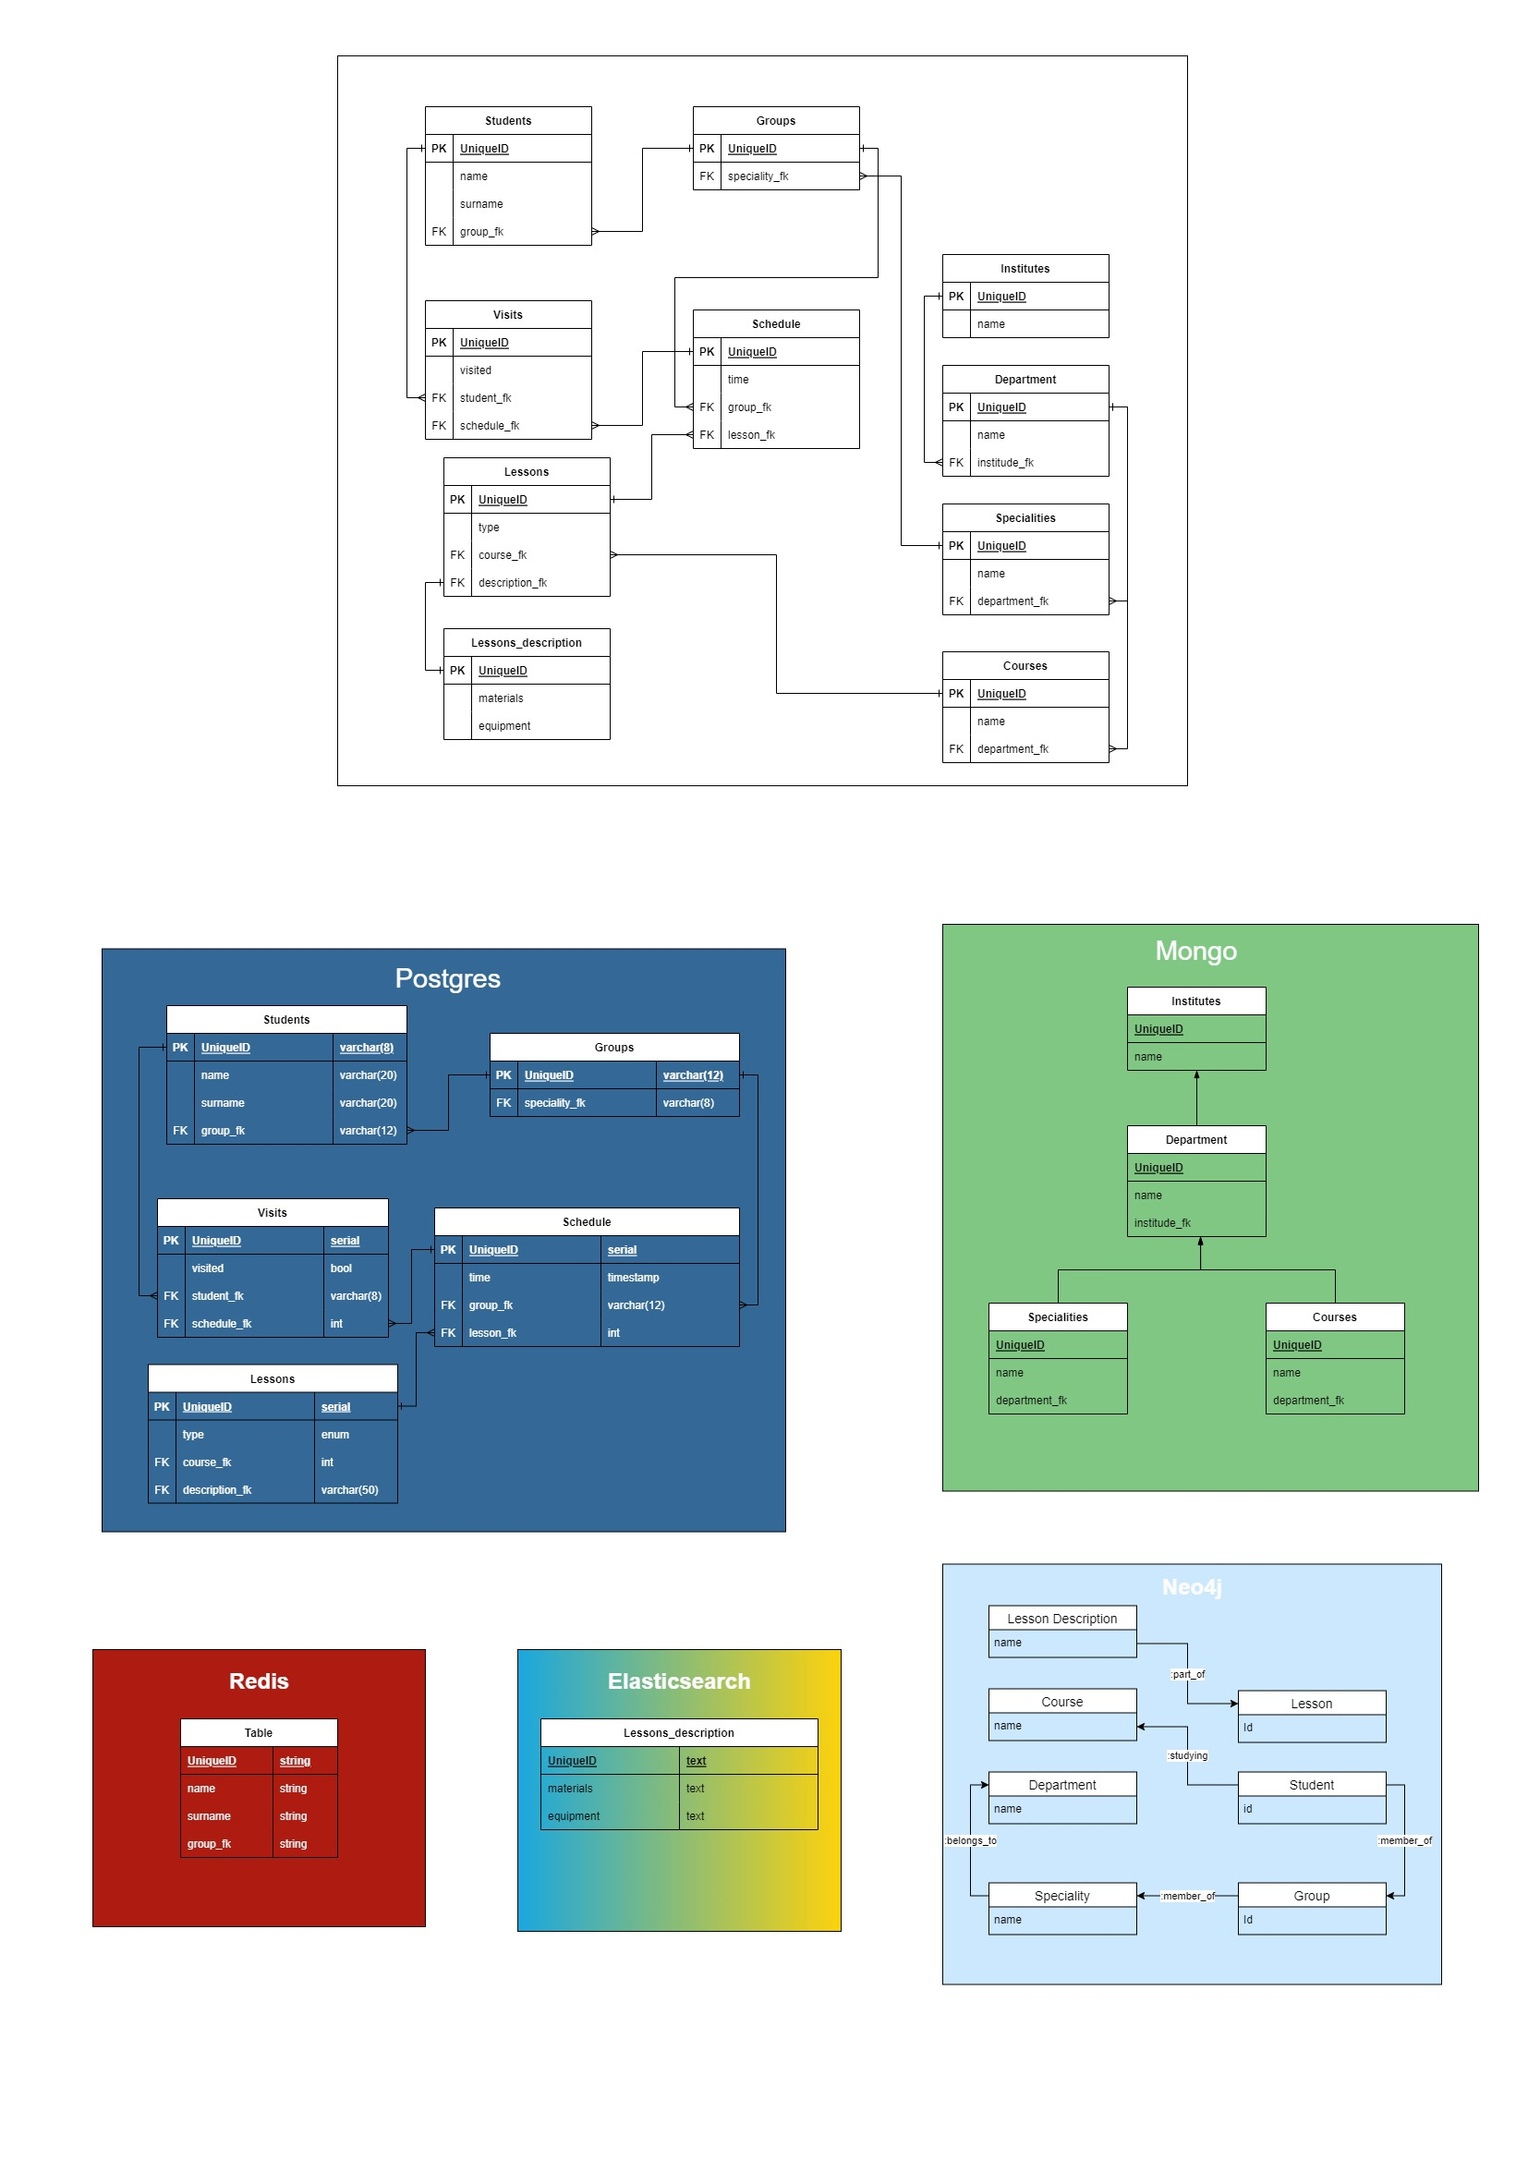 Students
PK UniqueID
name
surname
FK group_fk
Groups
PK UniqueID
FK speciality_fk
Institutes
PK UniqueID
name
Visits
PK UniqueID
visited
FK student_fk
FK schedule_fk
Schedule
PK UniqueID
time
FK group_fk
FK lesson_fk
Department
PK UniqueID
name
FK institude_fk
Lessons
PK UniqueID
type
FK course_fk
FK description_fk
Specialities
PK UniqueID
name
FK department_fk
Lessons_description
PK UniqueID
materials
equipment
Courses
PK UniqueID
name
FK department_fk
Postgres
Students
PK UniqueID varchar(8)
name varchar(20)
surname varchar(20)
FK group_fk varchar(12)
Groups
PK UniqueID varchar(12)
FK speciality_fk varchar(8)
Visits
PK UniqueID serial
visited bool
FK student_fk varchar(8)
FK schedule_fk int
Schedule
PK UniqueID serial
time timestamp
FK group_fk varchar(12)
FK lesson_fk int
Lessons
PK UniqueID serial
type enum
FK course_fk int
FK description_fk varchar(50)
Mongo
Institutes
UniqueID
name
Department
UniqueID
name
institude_fk
Specialities
UniqueID
name
department_fk
Courses
UniqueID
name
department_fk
Redis
Table
UniqueID string
name string
surname string
group_fk string
Elasticsearch
Lessons_description
UniqueID text
materials text
equipment text
Neo4j
Lesson Description
name
:part_of
Course
name
Lesson
Id
:studying
Department
name
Student
id
:belongs_to
:member_of
Speciality
name
:member_of
Group
Id